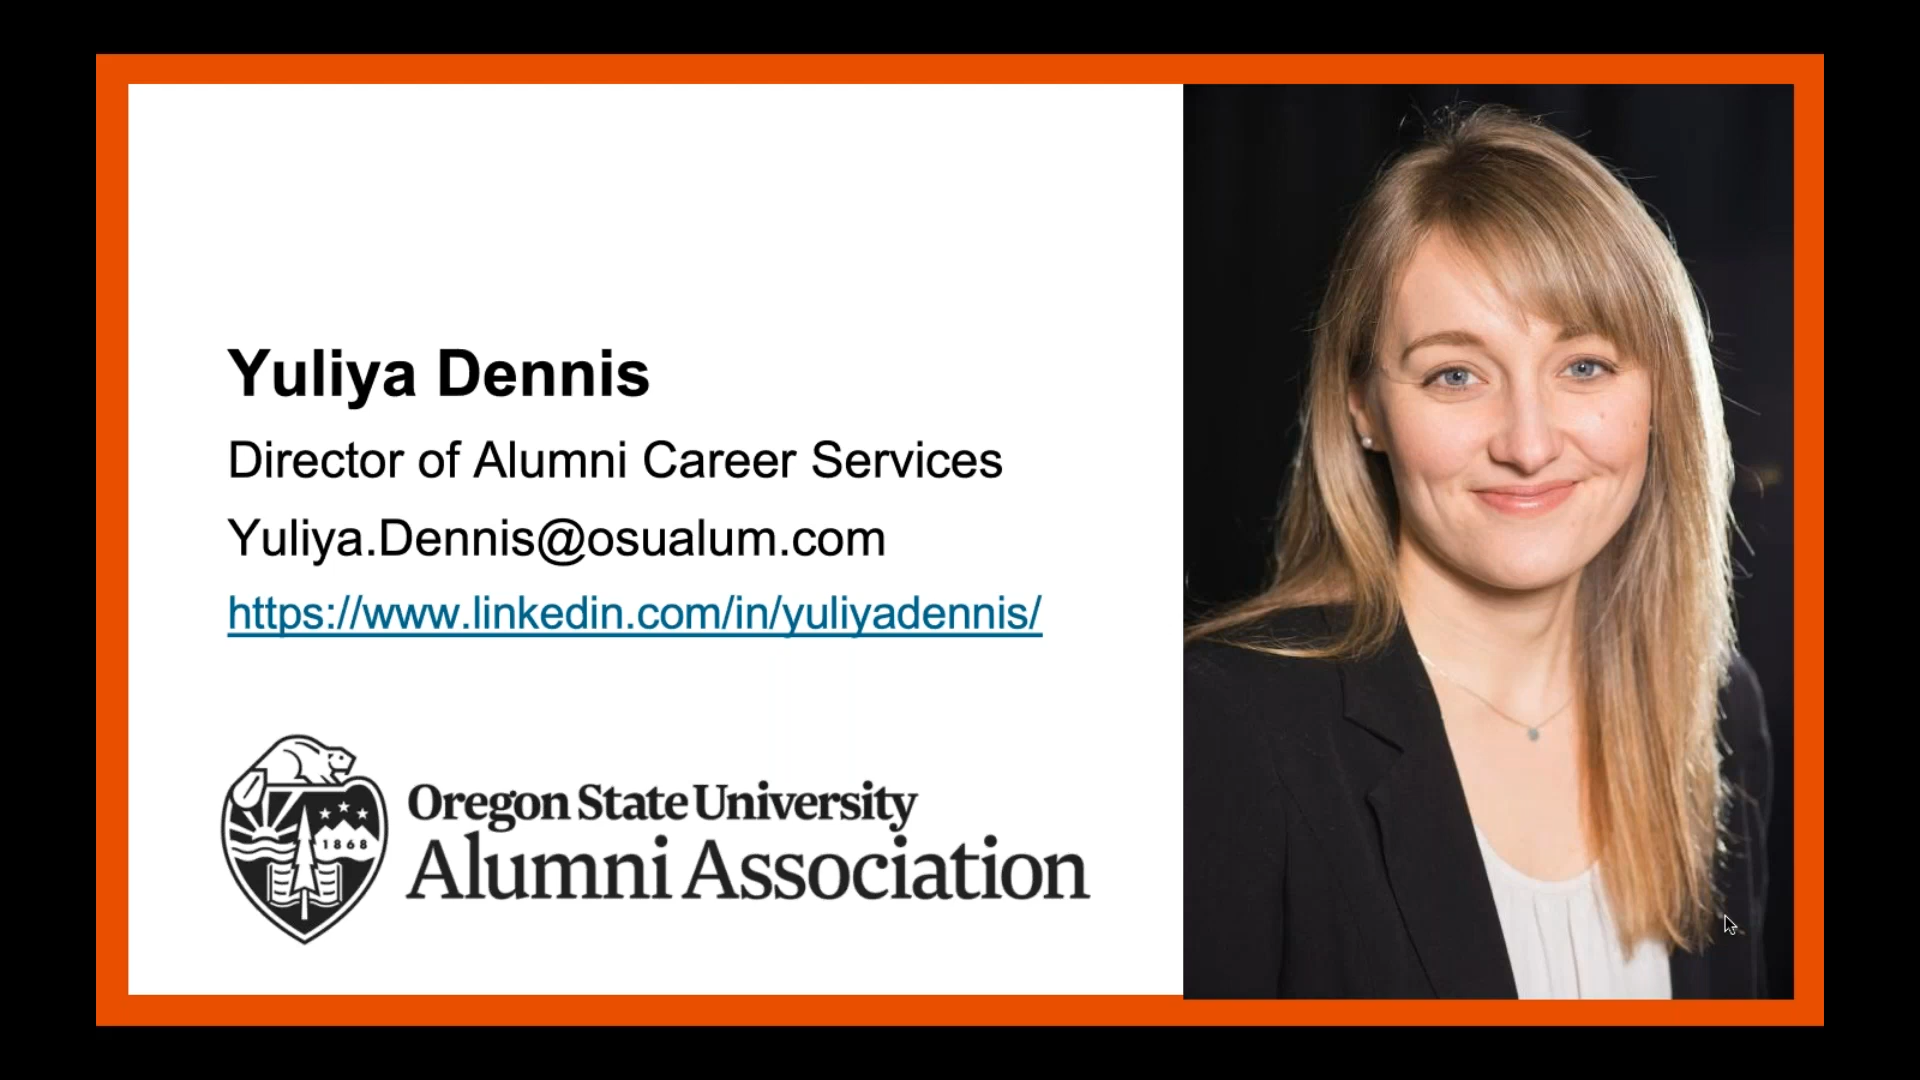 Yuliya Dennis
Director of Alumni Career Services
Yuliya.Dennis@osualum.com
https://www.linkedin.com/in/yuliyadennis/
1868
Oregon State University
Alumni Association